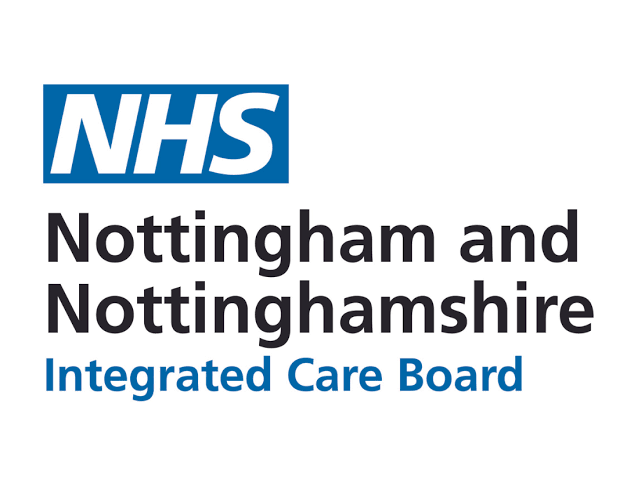 NHS
Nottingham and
Nottinghamshire
Integrated Care Board